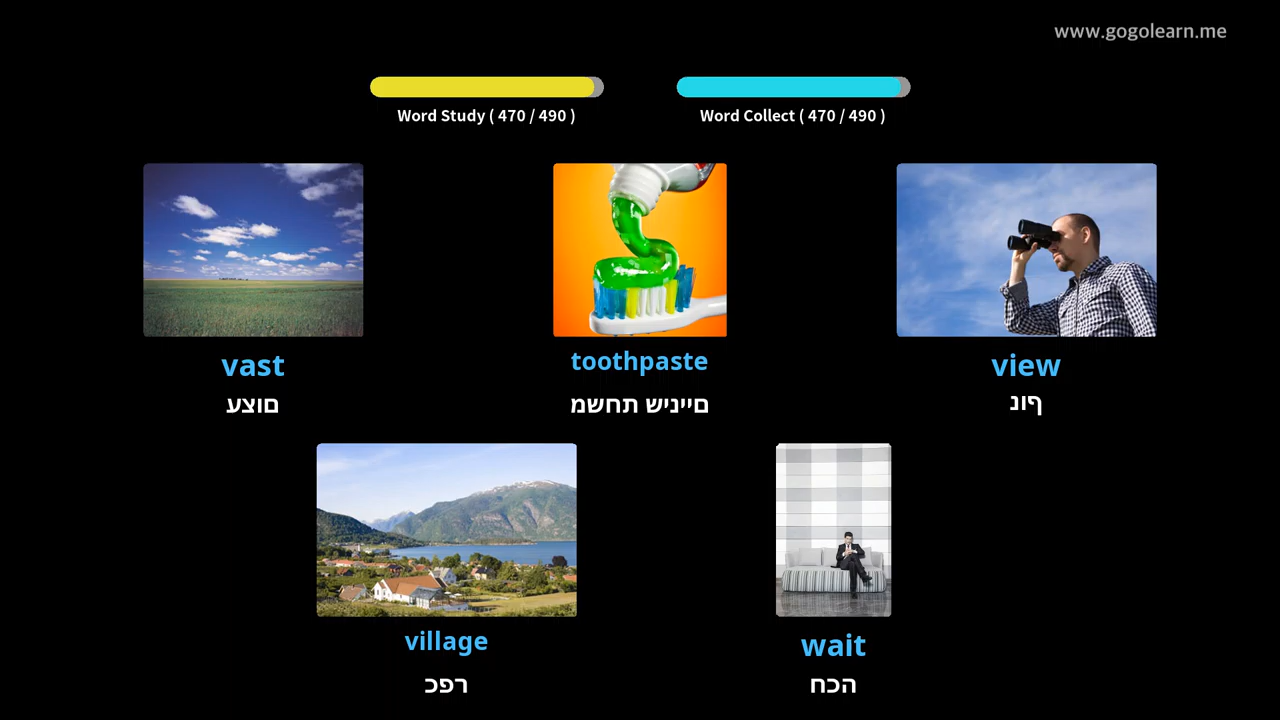 www.gogolearn.me
Word Study ( 470 / 490 )
Word Collect ( 470 / 490 )
vast
םוצע
toothpaste
םייניש תחשמ
view
ףונ
village
רפכ
wait
הכח